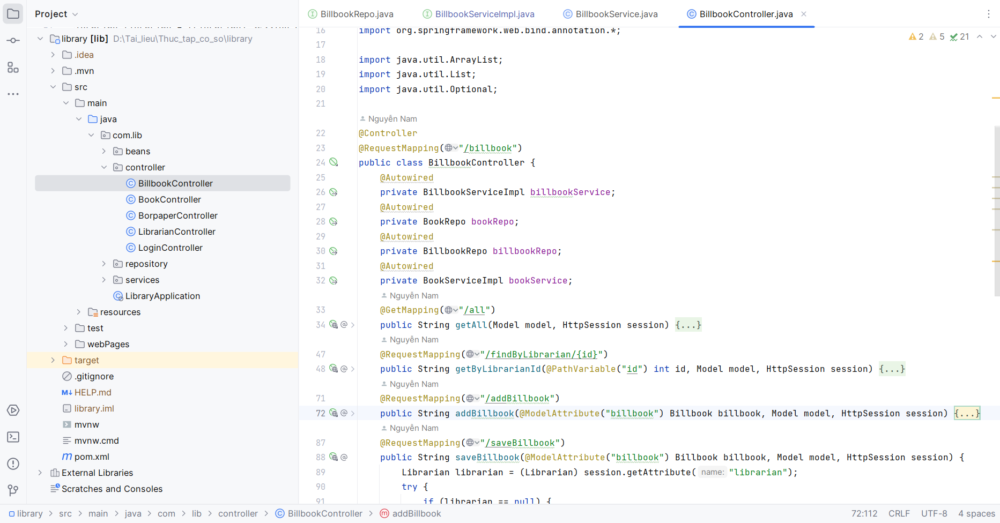 Project
library [lib] D:\Tai_lieu\Thuc_tap_co_so\library
.idea
.mvn
src
main
java
com.lib
beans
controller
BillbookController
BookController
BorpaperController
LibrarianController
LoginController
repository
services
LibraryApplication
resources
test
webPages
target
.gitignore
HELP.md
library.iml
mvnw
mvnw.cmd
pom.xml
External Libraries
Scratches and Consoles
BillbookRepo.java BillbookServiceImpl.java BillbookService.java BillbookController.java
2 5 21
16 import org.springframework.web.bind.annotation.*;
17
18 import java.util.ArrayList;
19 import java.util.List;
20 import java.util.Optional;
21
Nguyễn Nam
22 @Controller
23 @RequestMapping("/billbook")
24 public class BillbookController {
25 @Autowired
26 private BillbookServiceImpl billbookService;
27 @Autowired
28 private BookRepo bookRepo;
29 @Autowired
30 private BillbookRepo billbookRepo;
31 @Autowired
32 private BookServiceImpl bookService;
Nguyễn Nam
33 @GetMapping("/all")
34 public String getAll(Model model, HttpSession session) {...}
Nguyễn Nam
47 @RequestMapping("/findByLibrarian/{id}")
48 public String getByLibrarianId(@PathVariable("id") int id, Model model, HttpSession session) {...}
Nguyễn Nam
71 @RequestMapping("/addBillbook")
72 public String addBillbook(@ModelAttribute("billbook") Billbook billbook, Model model, HttpSession session) {...}
Nguyễn Nam
87 @RequestMapping("/saveBillbook")
88 public String saveBillbook(@ModelAttribute("billbook") Billbook billbook, Model model, HttpSession session) {
89 Librarian librarian = (Librarian) session.getAttribute( name: "librarian");
90 try {
91 if (librarian == null) {
library > src > main > java > com > lib > controller > BillbookController > addBillbook
72:112 CRLF UTF-8 4 spaces